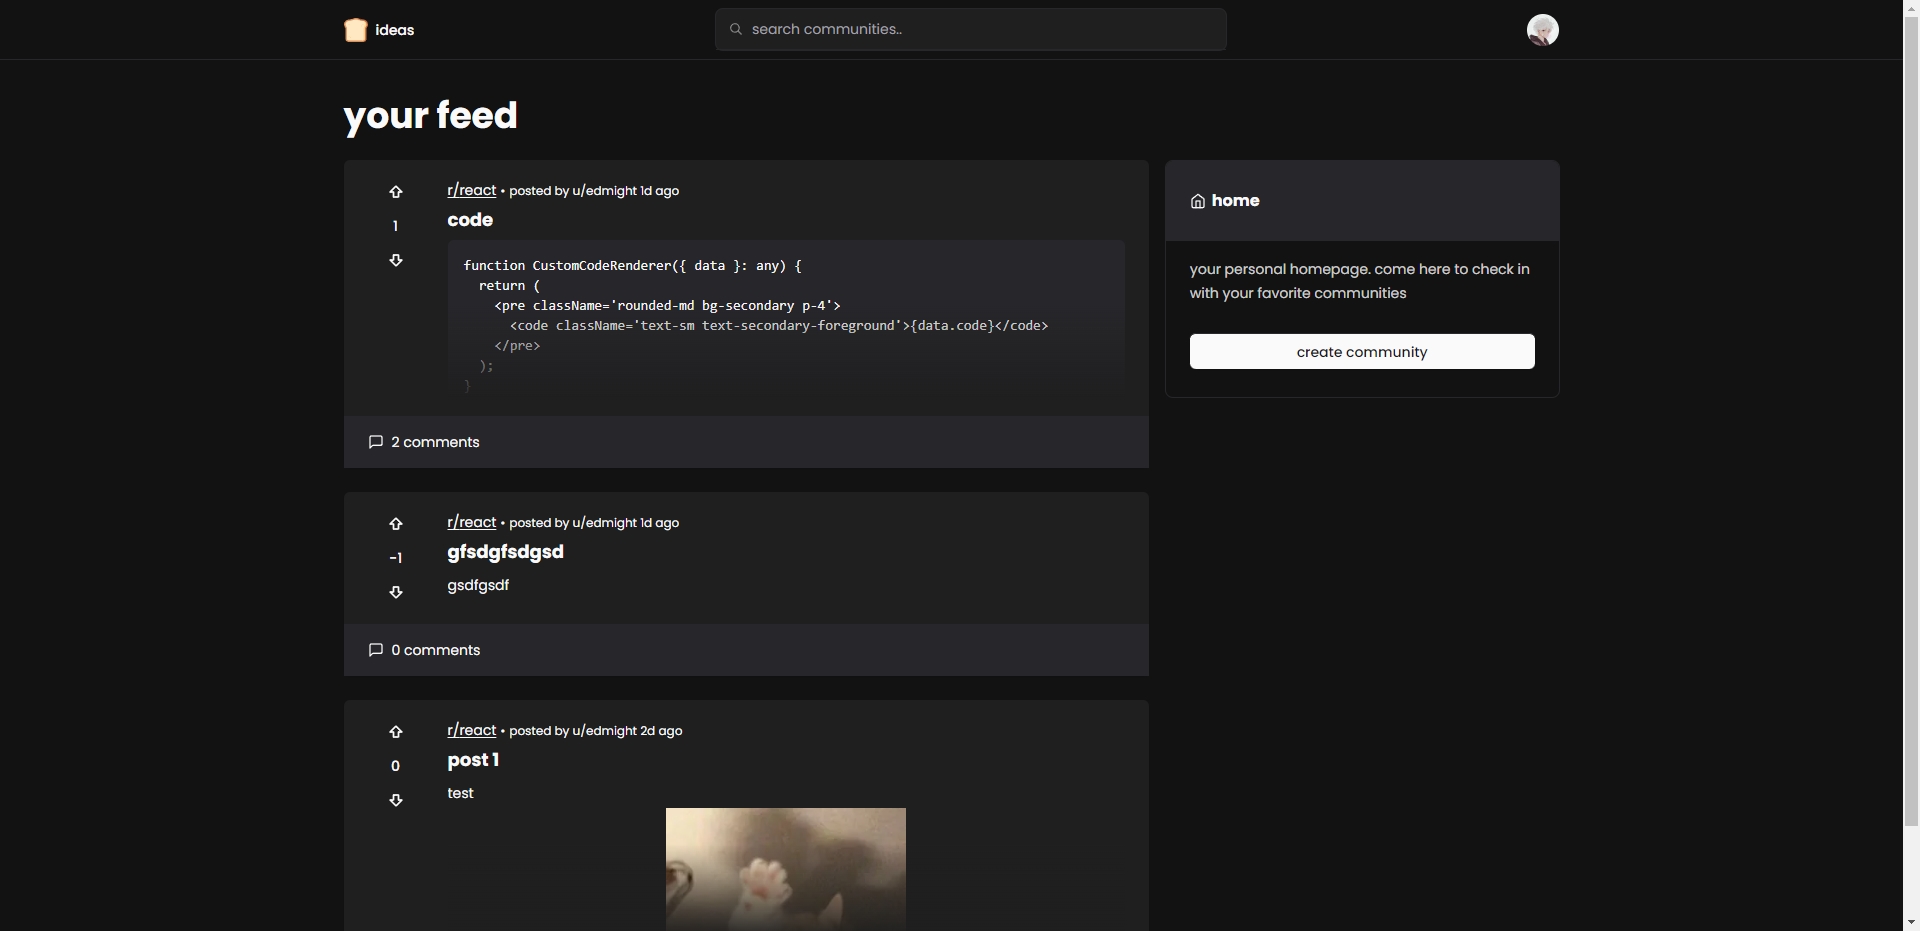 ideas
search communities..
your feed
r/react • posted by u/edmight 1d ago
1
code
function CustomCodeRenderer({ data }: any) {
  return (
    <pre className='rounded-md bg-secondary p-4'>
      <code className='text-sm text-secondary-foreground'>{data.code}</code>
    </pre>
  );
}
2 comments
r/react • posted by u/edmight 1d ago
-1
gfsdgfsdgsd
gsdfgsdf
0 comments
r/react • posted by u/edmight 2d ago
0
post 1
test
home
your personal homepage. come here to check in
with your favorite communities
create community